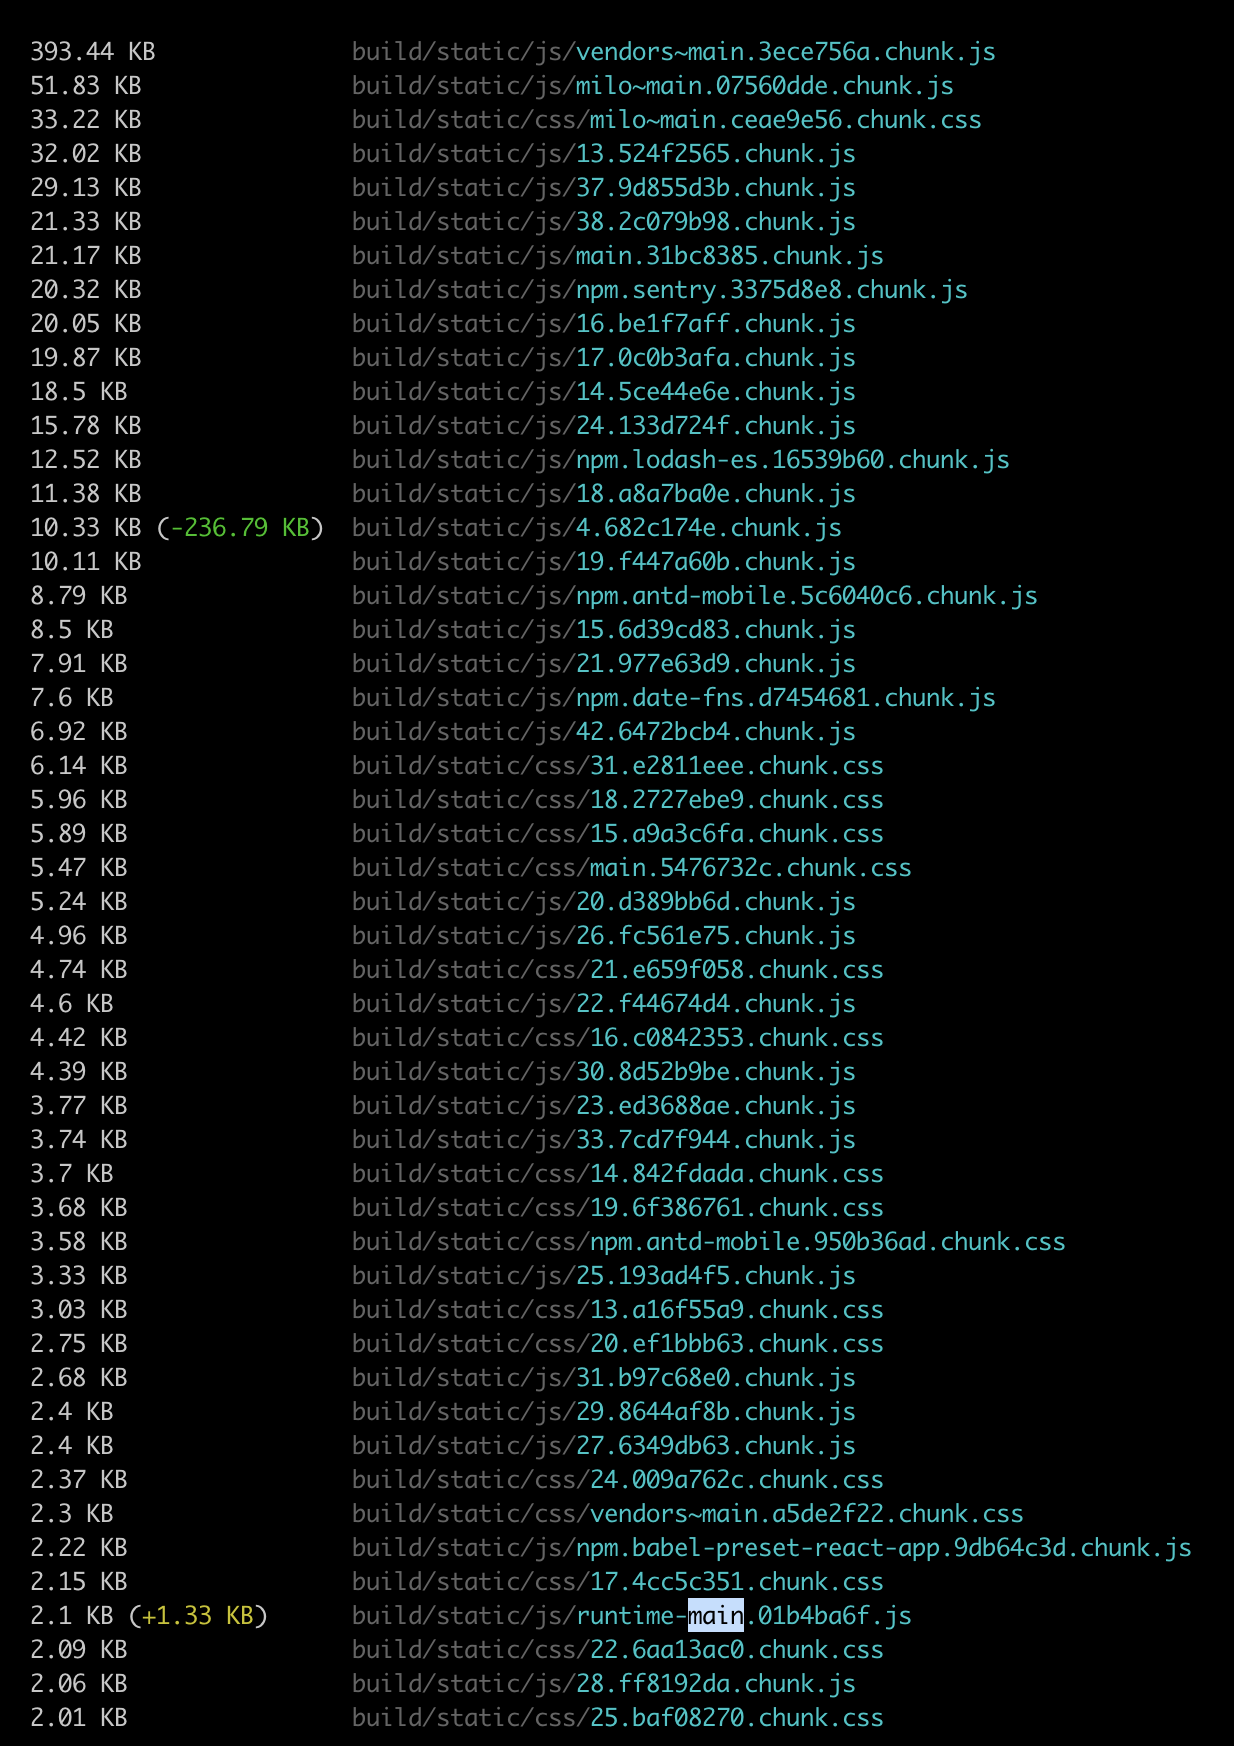 393.44 KB build/static/js/vendors~main.3ece756a.chunk.js
51.83 KB build/static/js/milo~main.07560dde.chunk.js
33.22 KB build/static/css/milo~main.ceae9e56.chunk.css
32.02 KB build/static/js/13.524f2565.chunk.js
29.13 KB build/static/js/37.9d855d3b.chunk.js
21.33 KB build/static/js/38.2c079b98.chunk.js
21.17 KB build/static/js/main.31bc8385.chunk.js
20.32 KB build/static/js/npm.sentry.3375d8e8.chunk.js
20.05 KB build/static/js/16.be1f7aff.chunk.js
19.87 KB build/static/js/17.0c0b3afa.chunk.js
18.5 KB build/static/js/14.5ce44e6e.chunk.js
15.78 KB build/static/js/24.133d724f.chunk.js
12.52 KB build/static/js/npm.lodash-es.16539b60.chunk.js
11.38 KB build/static/js/18.a8a7ba0e.chunk.js
10.33 KB (-236.79 KB) build/static/js/4.682c174e.chunk.js
10.11 KB build/static/js/19.f447a60b.chunk.js
8.79 KB build/static/js/npm.antd-mobile.5c6040c6.chunk.js
8.5 KB build/static/js/15.6d39cd83.chunk.js
7.91 KB build/static/js/21.977e63d9.chunk.js
7.6 KB build/static/js/npm.date-fns.d7454681.chunk.js
6.92 KB build/static/js/42.6472bcb4.chunk.js
6.14 KB build/static/css/31.e2811eee.chunk.css
5.96 KB build/static/css/18.2727ebe9.chunk.css
5.89 KB build/static/css/15.a9a3c6fa.chunk.css
5.47 KB build/static/css/main.5476732c.chunk.css
5.24 KB build/static/js/20.d389bb6d.chunk.js
4.96 KB build/static/js/26.fc561e75.chunk.js
4.74 KB build/static/css/21.e659f058.chunk.css
4.6 KB build/static/js/22.f44674d4.chunk.js
4.42 KB build/static/css/16.c0842353.chunk.css
4.39 KB build/static/js/30.8d52b9be.chunk.js
3.77 KB build/static/js/23.ed3688ae.chunk.js
3.74 KB build/static/js/33.7cd7f944.chunk.js
3.7 KB build/static/css/14.842fdada.chunk.css
3.68 KB build/static/css/19.6f386761.chunk.css
3.58 KB build/static/css/npm.antd-mobile.950b36ad.chunk.css
3.33 KB build/static/js/25.193ad4f5.chunk.js
3.03 KB build/static/css/13.a16f55a9.chunk.css
2.75 KB build/static/css/20.ef1bbb63.chunk.css
2.68 KB build/static/js/31.b97c68e0.chunk.js
2.4 KB build/static/js/29.8644af8b.chunk.js
2.4 KB build/static/js/27.6349db63.chunk.js
2.37 KB build/static/css/24.009a762c.chunk.css
2.3 KB build/static/css/vendors~main.a5de2f22.chunk.css
2.22 KB build/static/js/npm.babel-preset-react-app.9db64c3d.chunk.js
2.15 KB build/static/css/17.4cc5c351.chunk.css
2.1 KB (+1.33 KB) build/static/js/runtime-main.01b4ba6f.js
2.09 KB build/static/css/22.6aa13ac0.chunk.css
2.06 KB build/static/js/28.ff8192da.chunk.js
2.01 KB build/static/css/25.baf08270.chunk.css